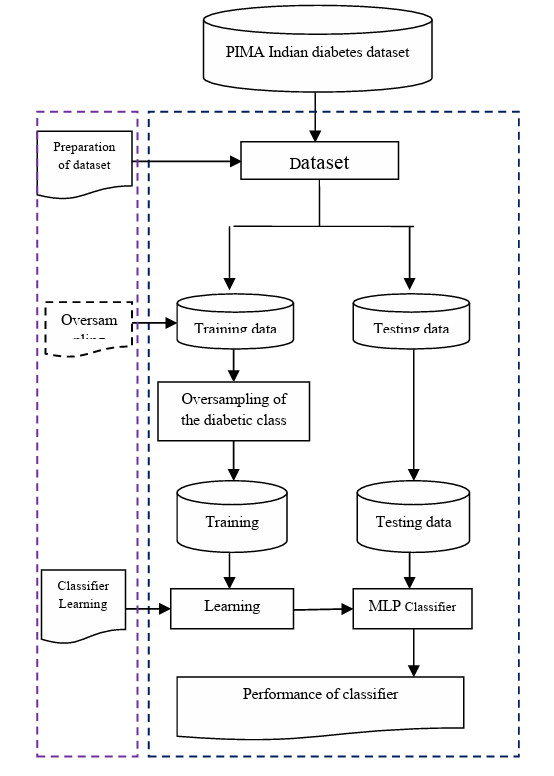 PIMA Indian diabetes dataset
Preparation
of dataset
Dataset
Oversam
pling
Training data
Testing data
Oversampling of
the diabetic class
Training
Testing data
Classifier
Learning
Learning
MLP Classifier
Performance of classifier